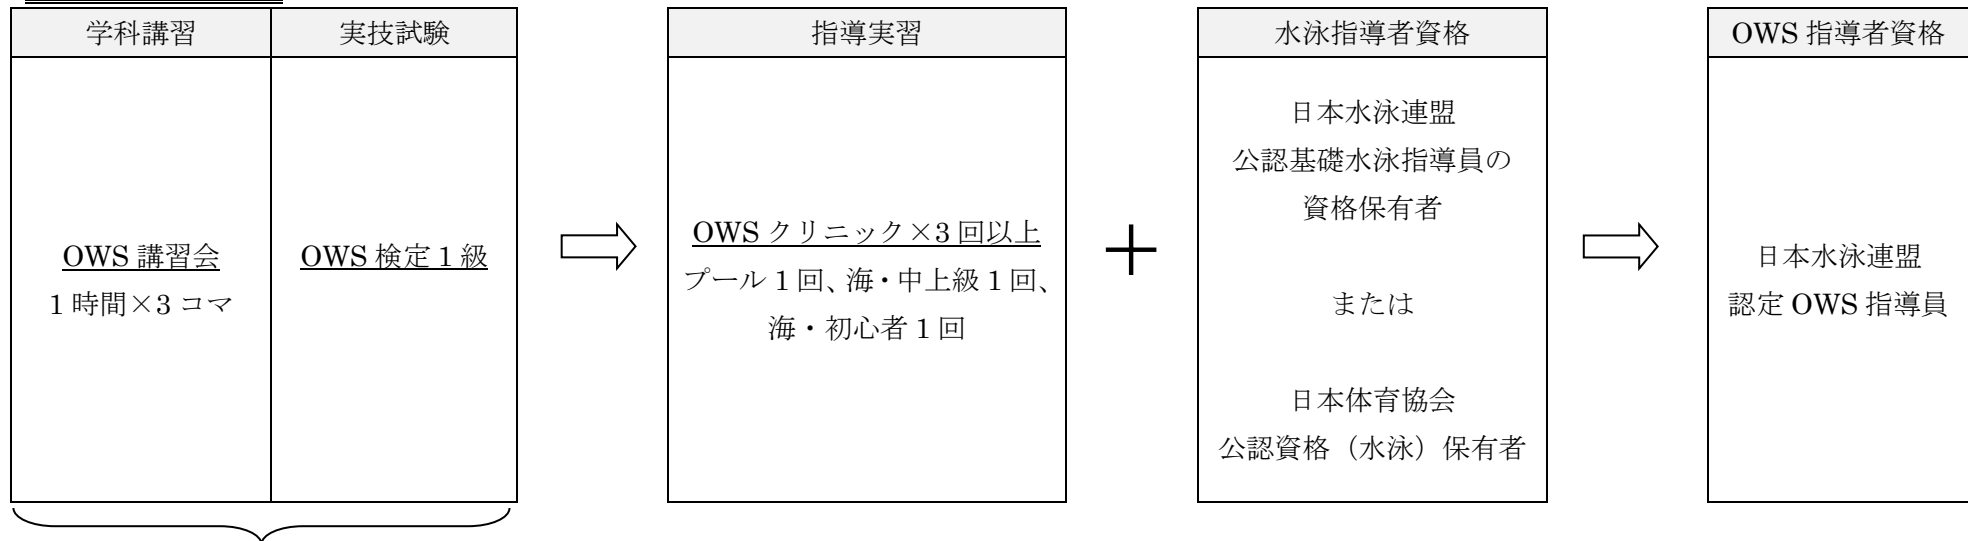 学科講習
実技試験
指導実習
水泳指導者資格
OWS 指導者資格
OWS 講習会
1 時間×3 コマ
OWS 検定 1 級
OWS クリニック×3 回以上
プール 1 回、海・中上級 1 回、
海・初心者 1 回
+
日本水泳連盟
公認基礎水泳指導員の
資格保有者
または
日本体育協会
公認資格（水泳）保有者
日本水泳連盟
認定 OWS 指導員